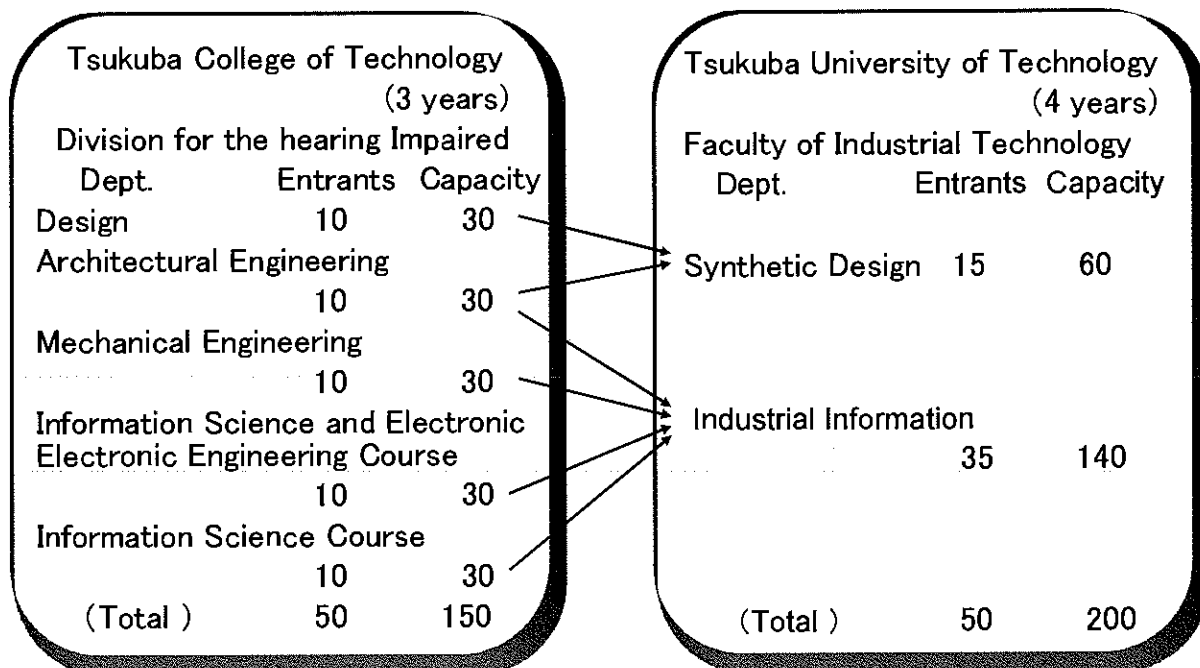 Tsukuba College of Technology
(3 years)
Division for the hearing Impaired
Dept. Entrants Capacity
Design 10 30
Architectural Engineering
10 30
Mechanical Engineering
10 30
Information Science and Electronic
Electronic Engineering Course
10 30
Information Science Course
10 30
(Total ) 50 150
Tsukuba University of Technology
(4 years)
Faculty of Industrial Technology
Dept. Entrants Capacity
Synthetic Design 15 60
Industrial Information
35 140
(Total ) 50 200